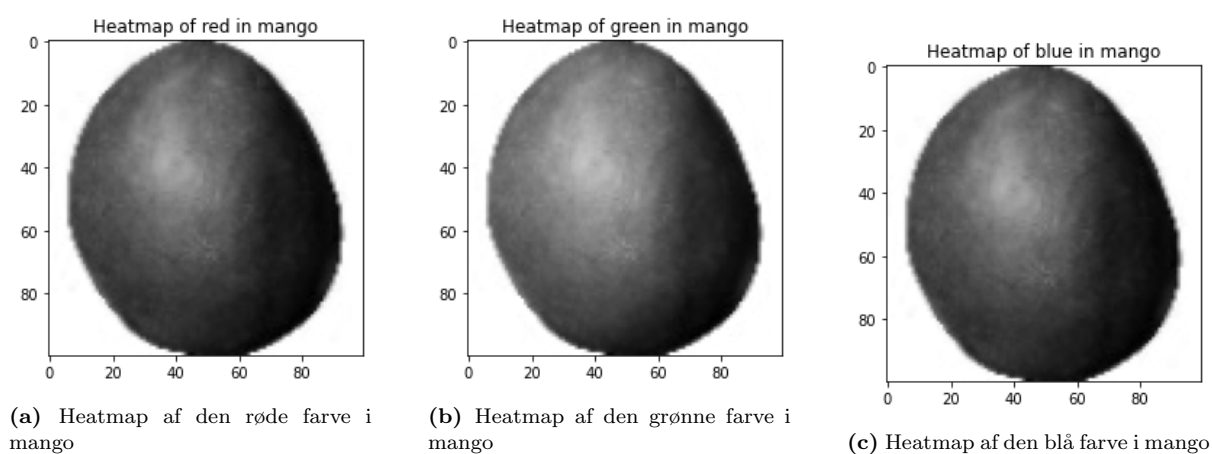 Heatmap of red in mango
0
20
40
60
80
0 20 40 60 80
(a) Heatmap af den røde farve i
mango
Heatmap of green in mango
0
20
40
60
80
0 20 40 60 80
(b) Heatmap af den grønne farve i
mango
Heatmap of blue in mango
0
20
40
60
80
0 20 40 60 80
(c) Heatmap af den blå farve i mango